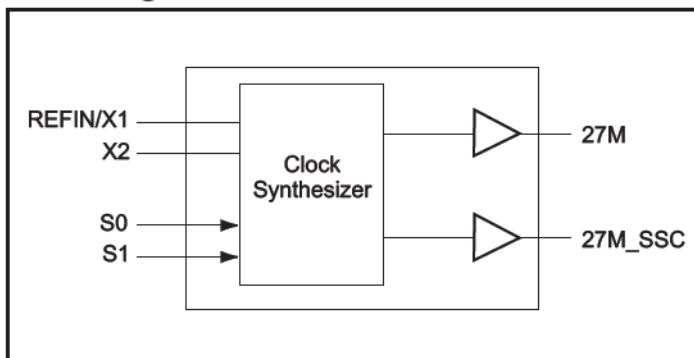 REFIN/X1
X2
S0
S1
Clock
Synthesizer
27M
27M_SSC